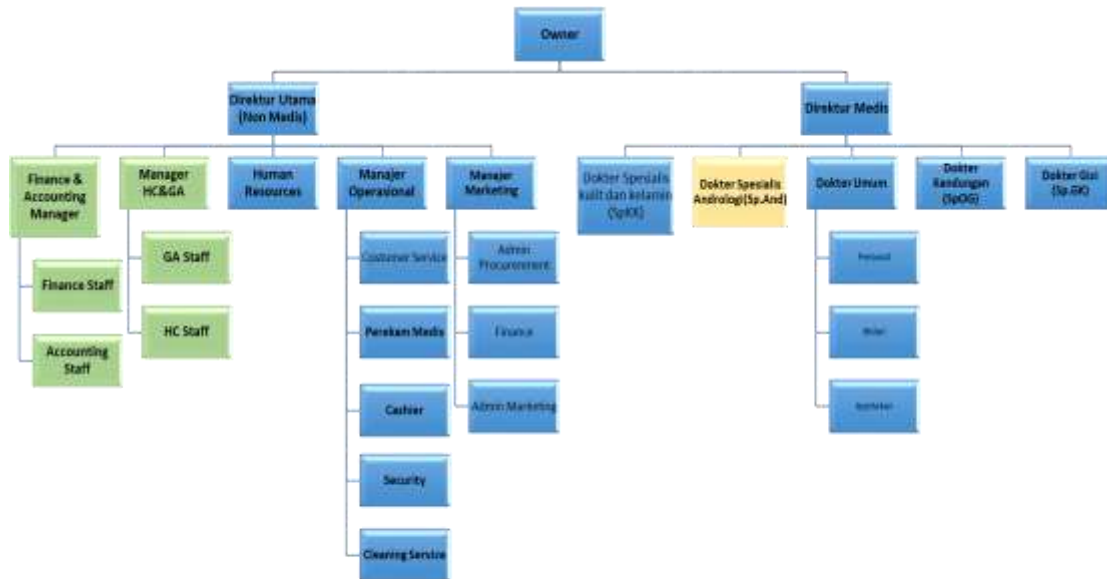 Owner
Direktur Utama
(Non Medis)
Direktur Medis
Finance &
Accounting
Manager
Manager
HC&GA
Human
Resources
Manajer
Operasional
Manajer
Marketing
Dokter Spesialis
kulit dan kelamin
(SpKK)
Dokter Spesialis
Andrologi(Sp.And)
Dokter Umum
Dokter
Kandungan
(SpOG)
Dokter Gizi
(Sp.GK)
GA Staff
Costumer Service
Admin
Procurenment
Perawat
Finance Staff
HC Staff
Perekam Medis
Finance
Bidan
Accounting
Staff
Cashier
Admin Marketing
Apoteker
Security
Cleaning Service